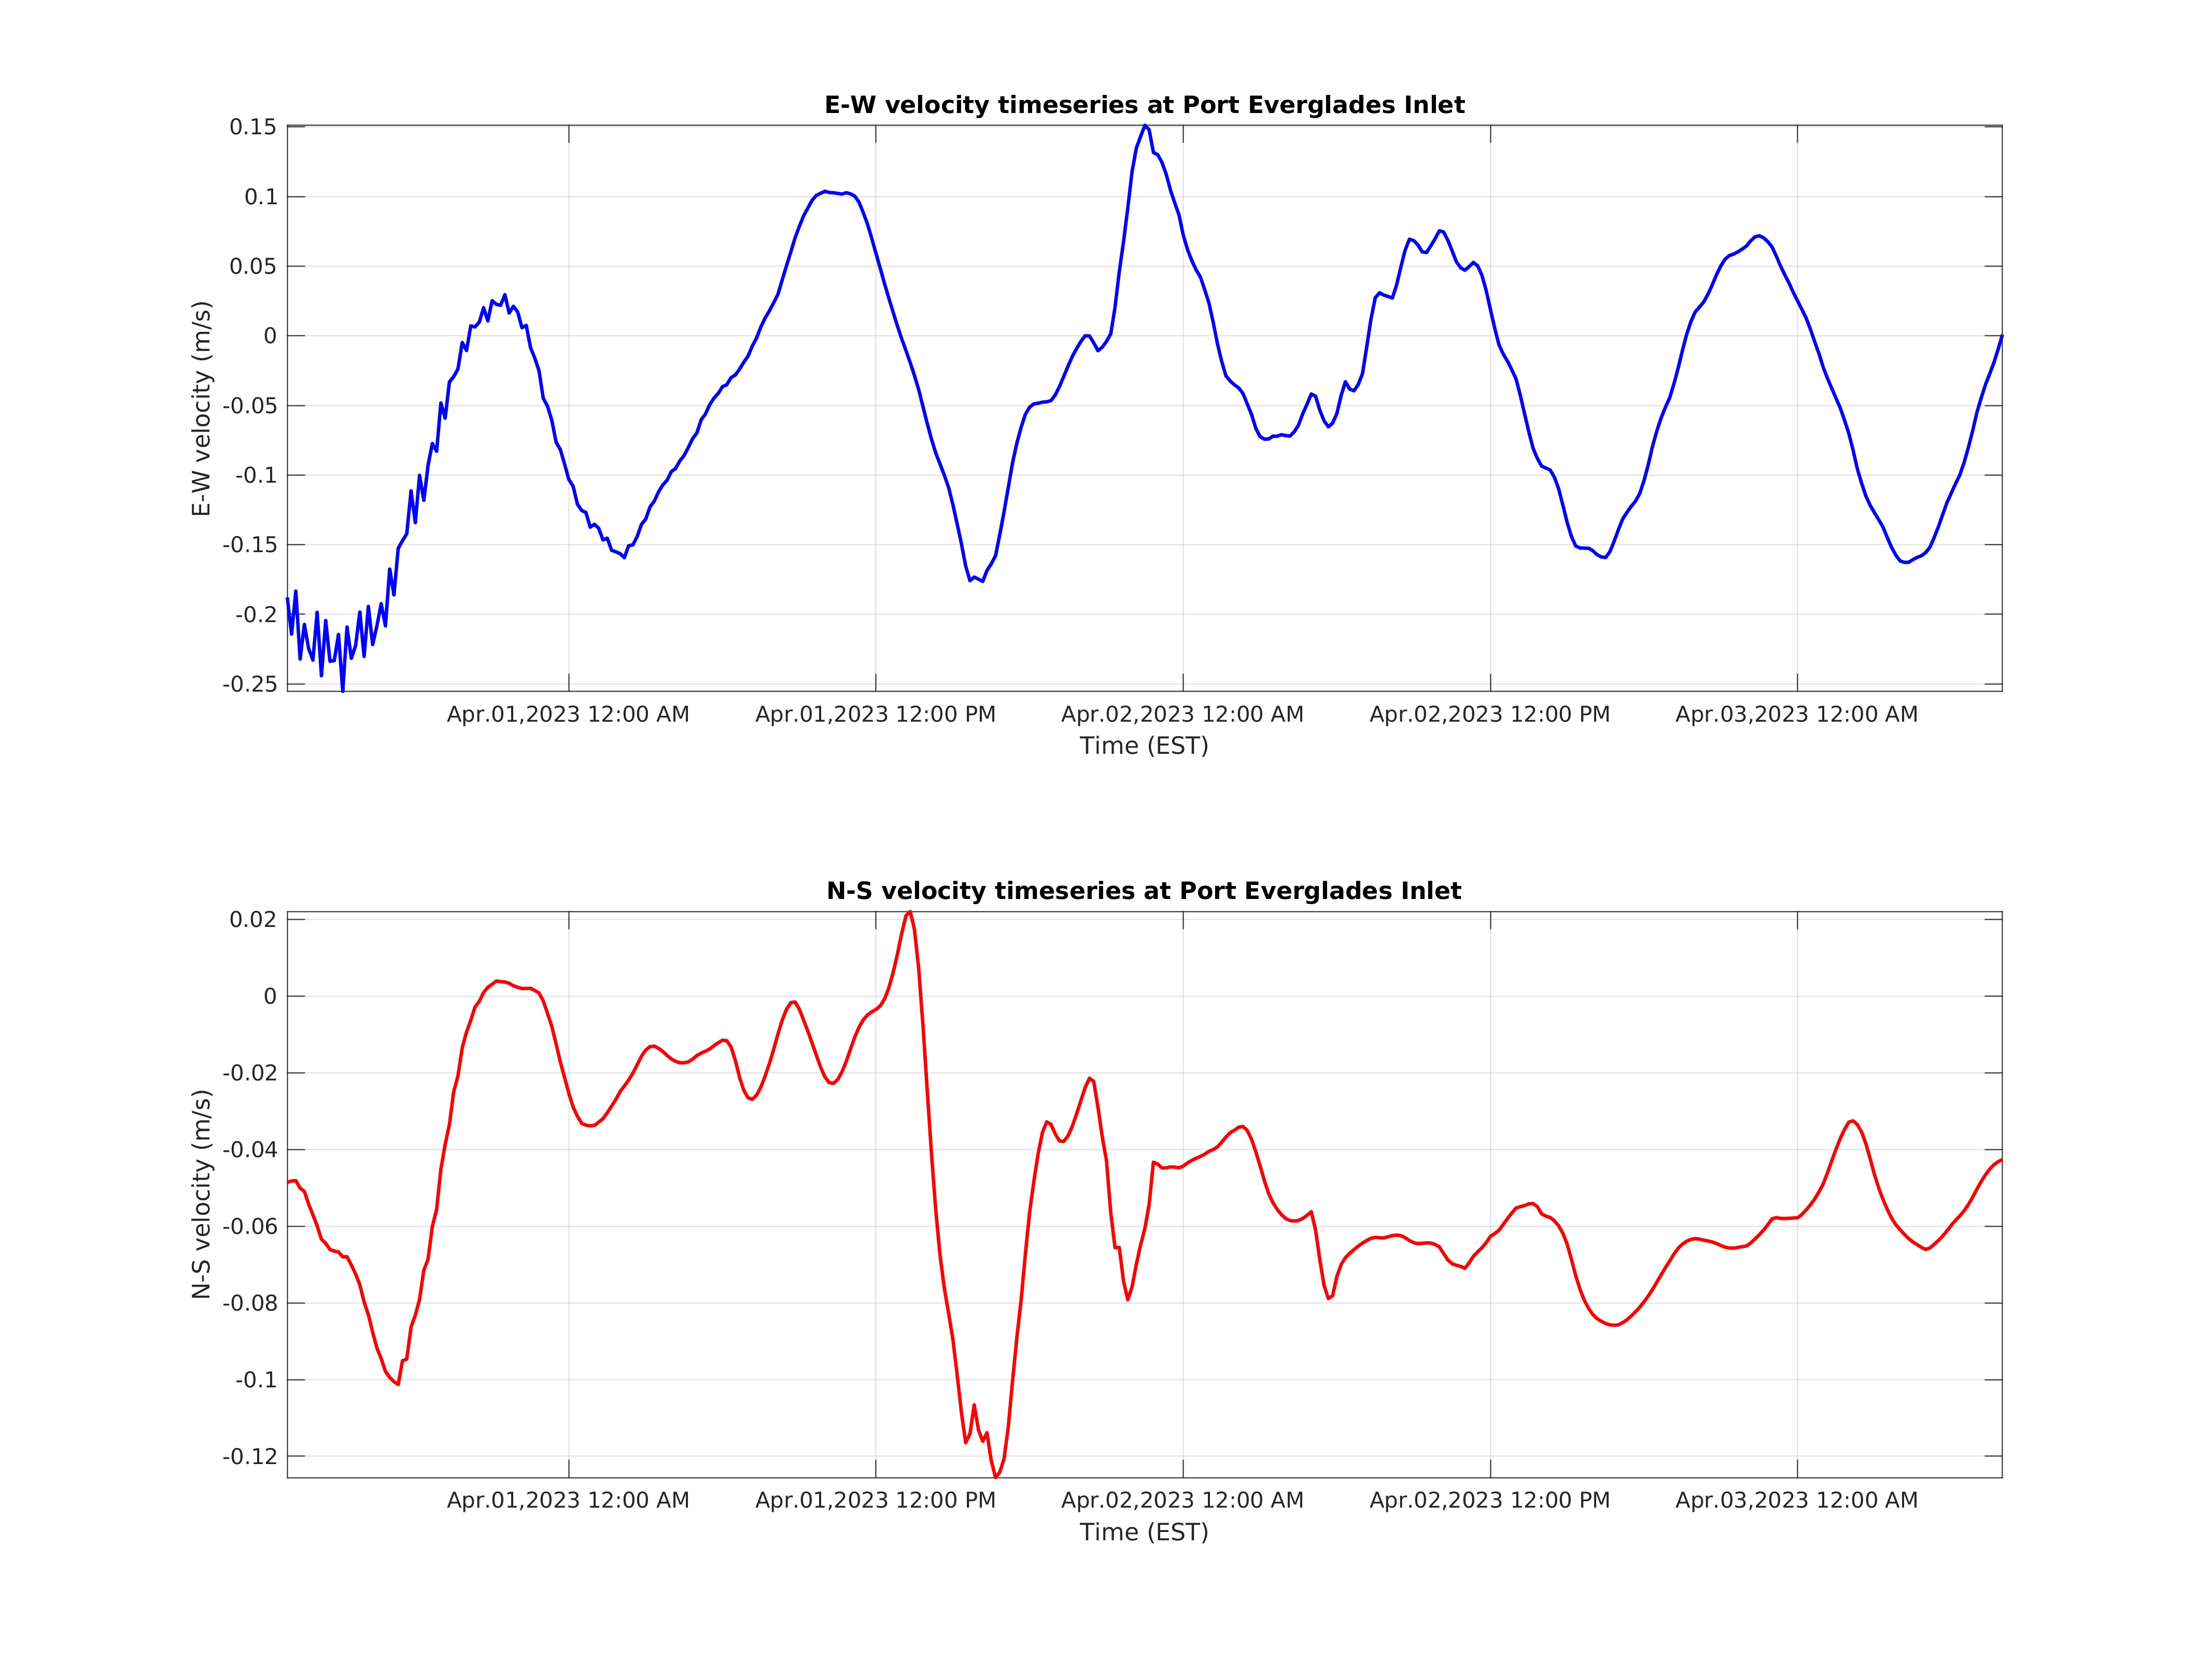 E-W velocity timeseries at Port Everglades Inlet
0.15
0.1
0.05
0
-0.05
-0.1
-0.15
-0.2
-0.25
E-W velocity (m/s)
Apr.01,2023 12:00 AM
Apr.01,2023 12:00 PM
Apr.02,2023 12:00 AM
Apr.02,2023 12:00 PM
Apr.03,2023 12:00 AM
Time (EST)
N-S velocity timeseries at Port Everglades Inlet
0.02
0
-0.02
-0.04
-0.06
-0.08
-0.1
-0.12
N-S velocity (m/s)
Apr.01,2023 12:00 AM
Apr.01,2023 12:00 PM
Apr.02,2023 12:00 AM
Apr.02,2023 12:00 PM
Apr.03,2023 12:00 AM
Time (EST)